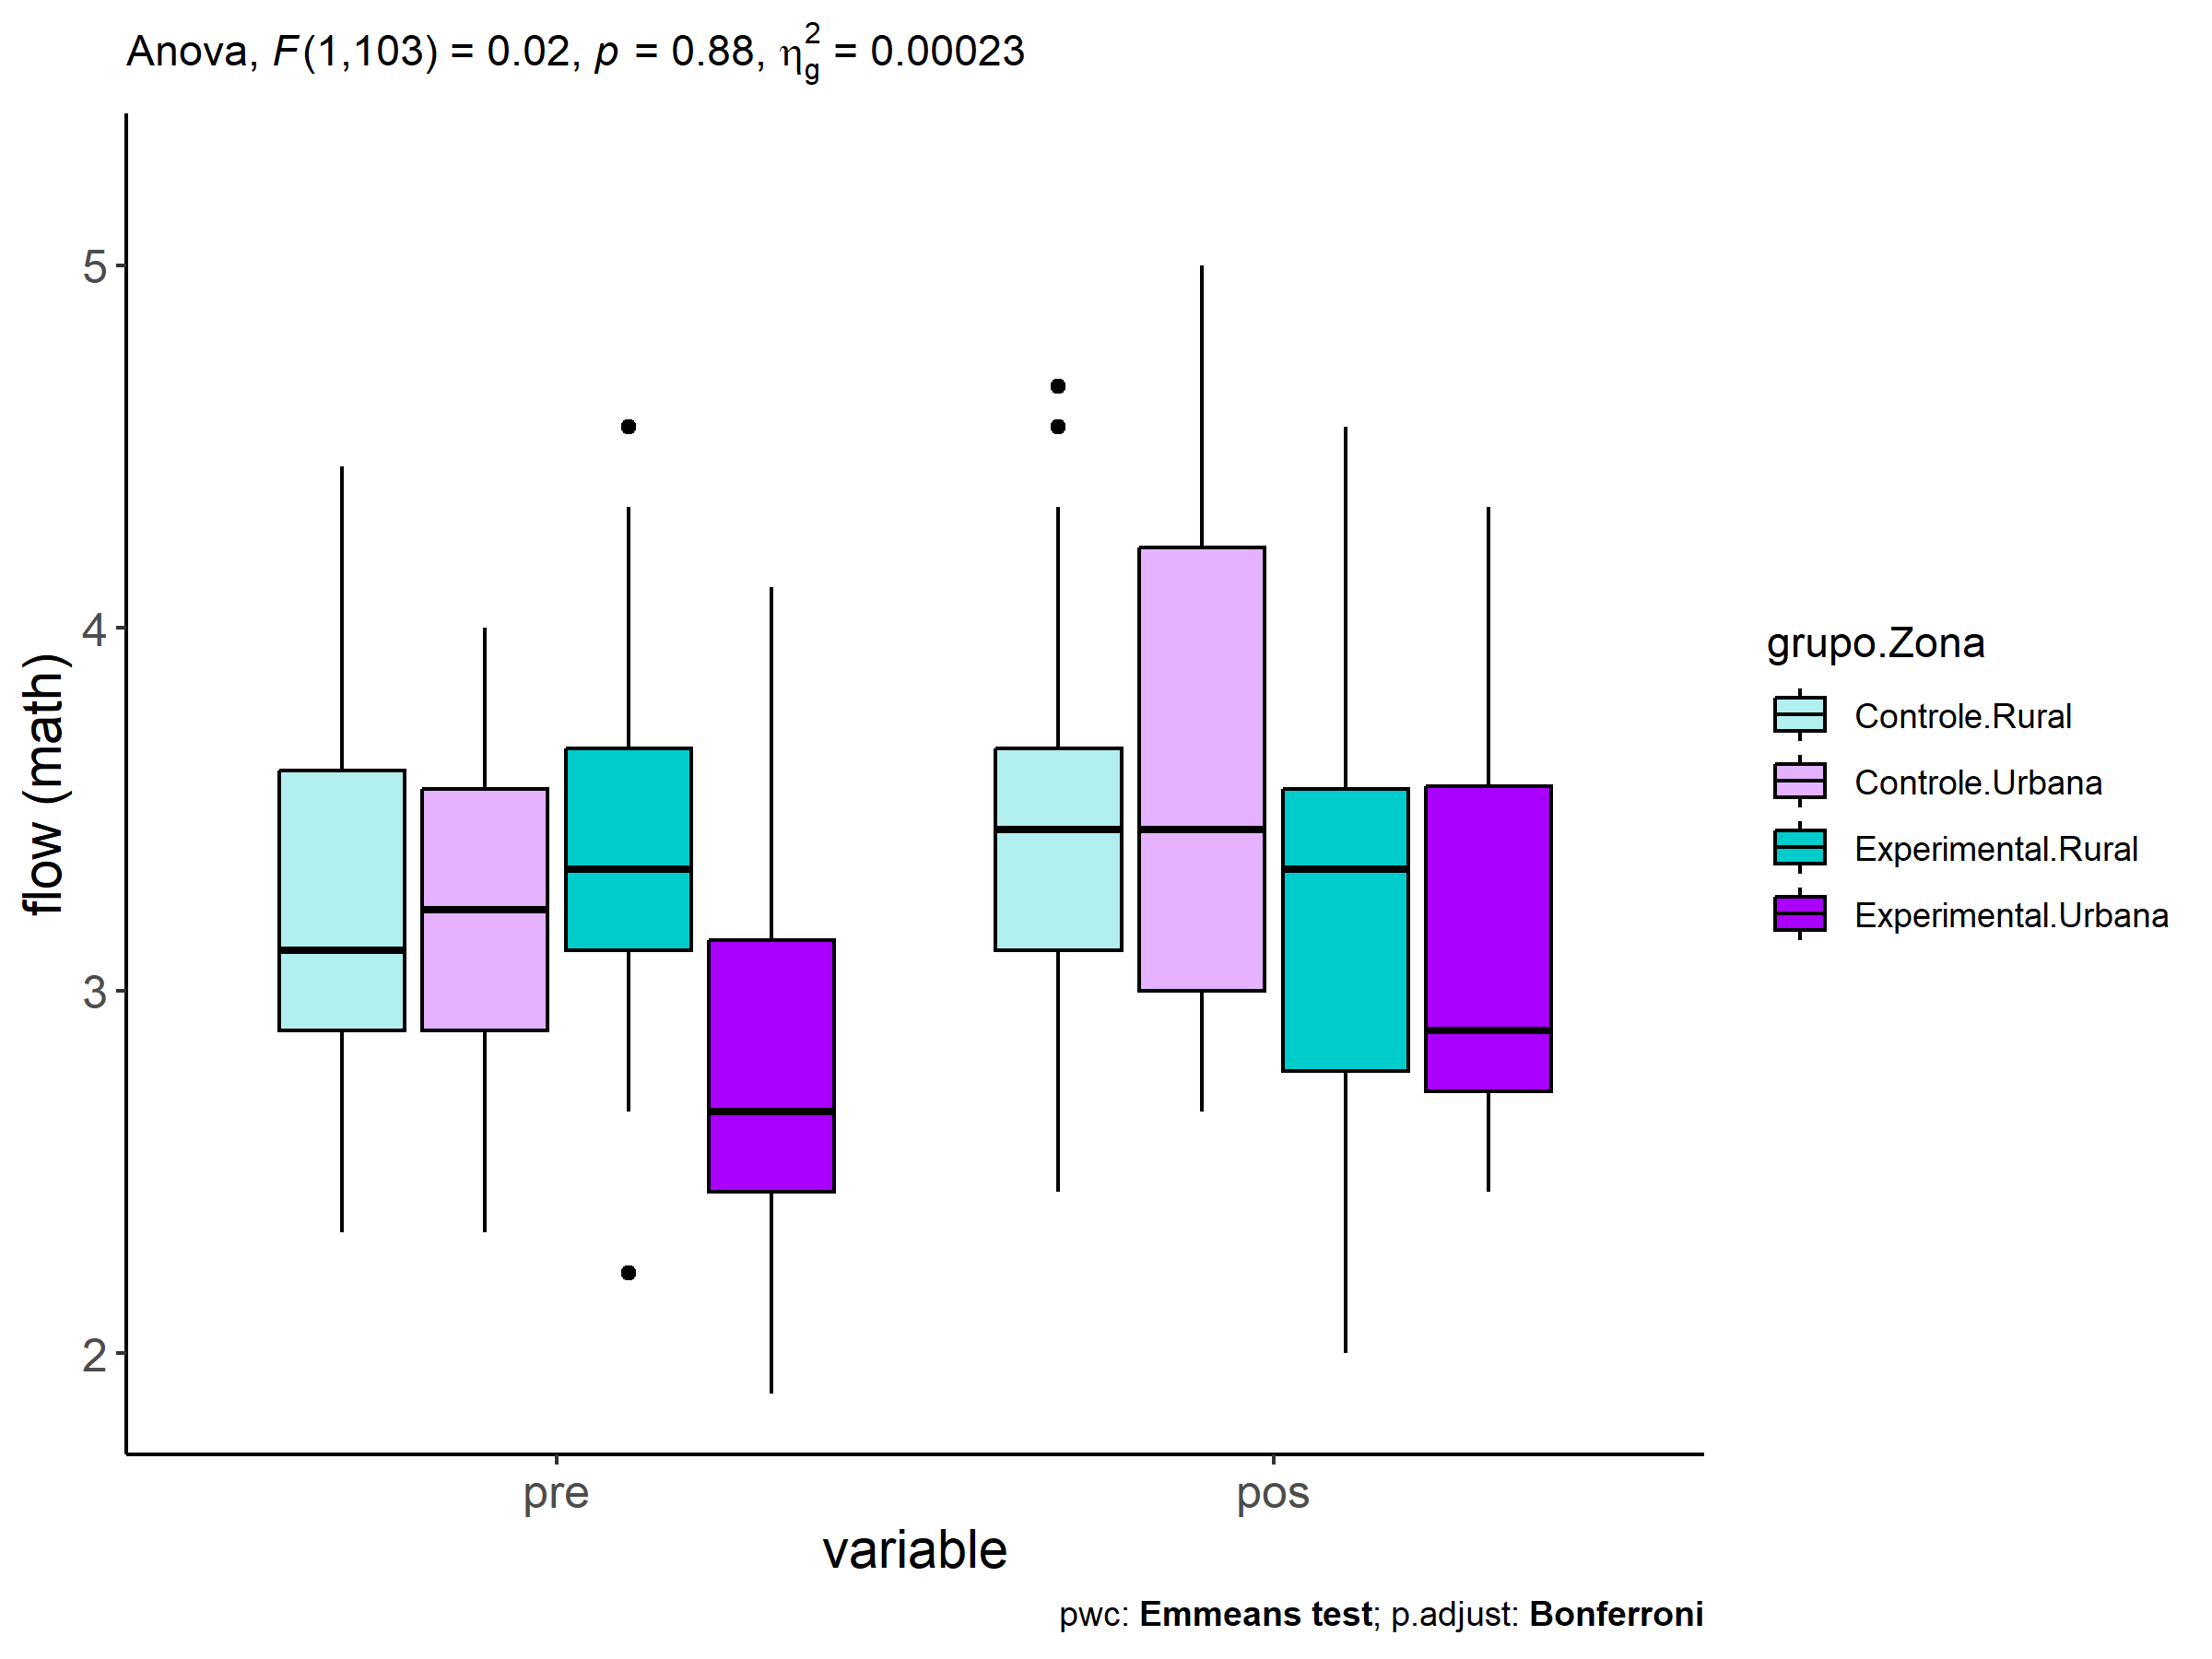 Anova, F(1,103) = 0.02, p = 0.88, η²g = 0.00023
5
4
3
2
flow (math)
pre
pos
variable
grupo.Zona
Controle.Rural
Controle.Urbana
Experimental.Rural
Experimental.Urbana
pwc: Emmeans test; p.adjust: Bonferroni